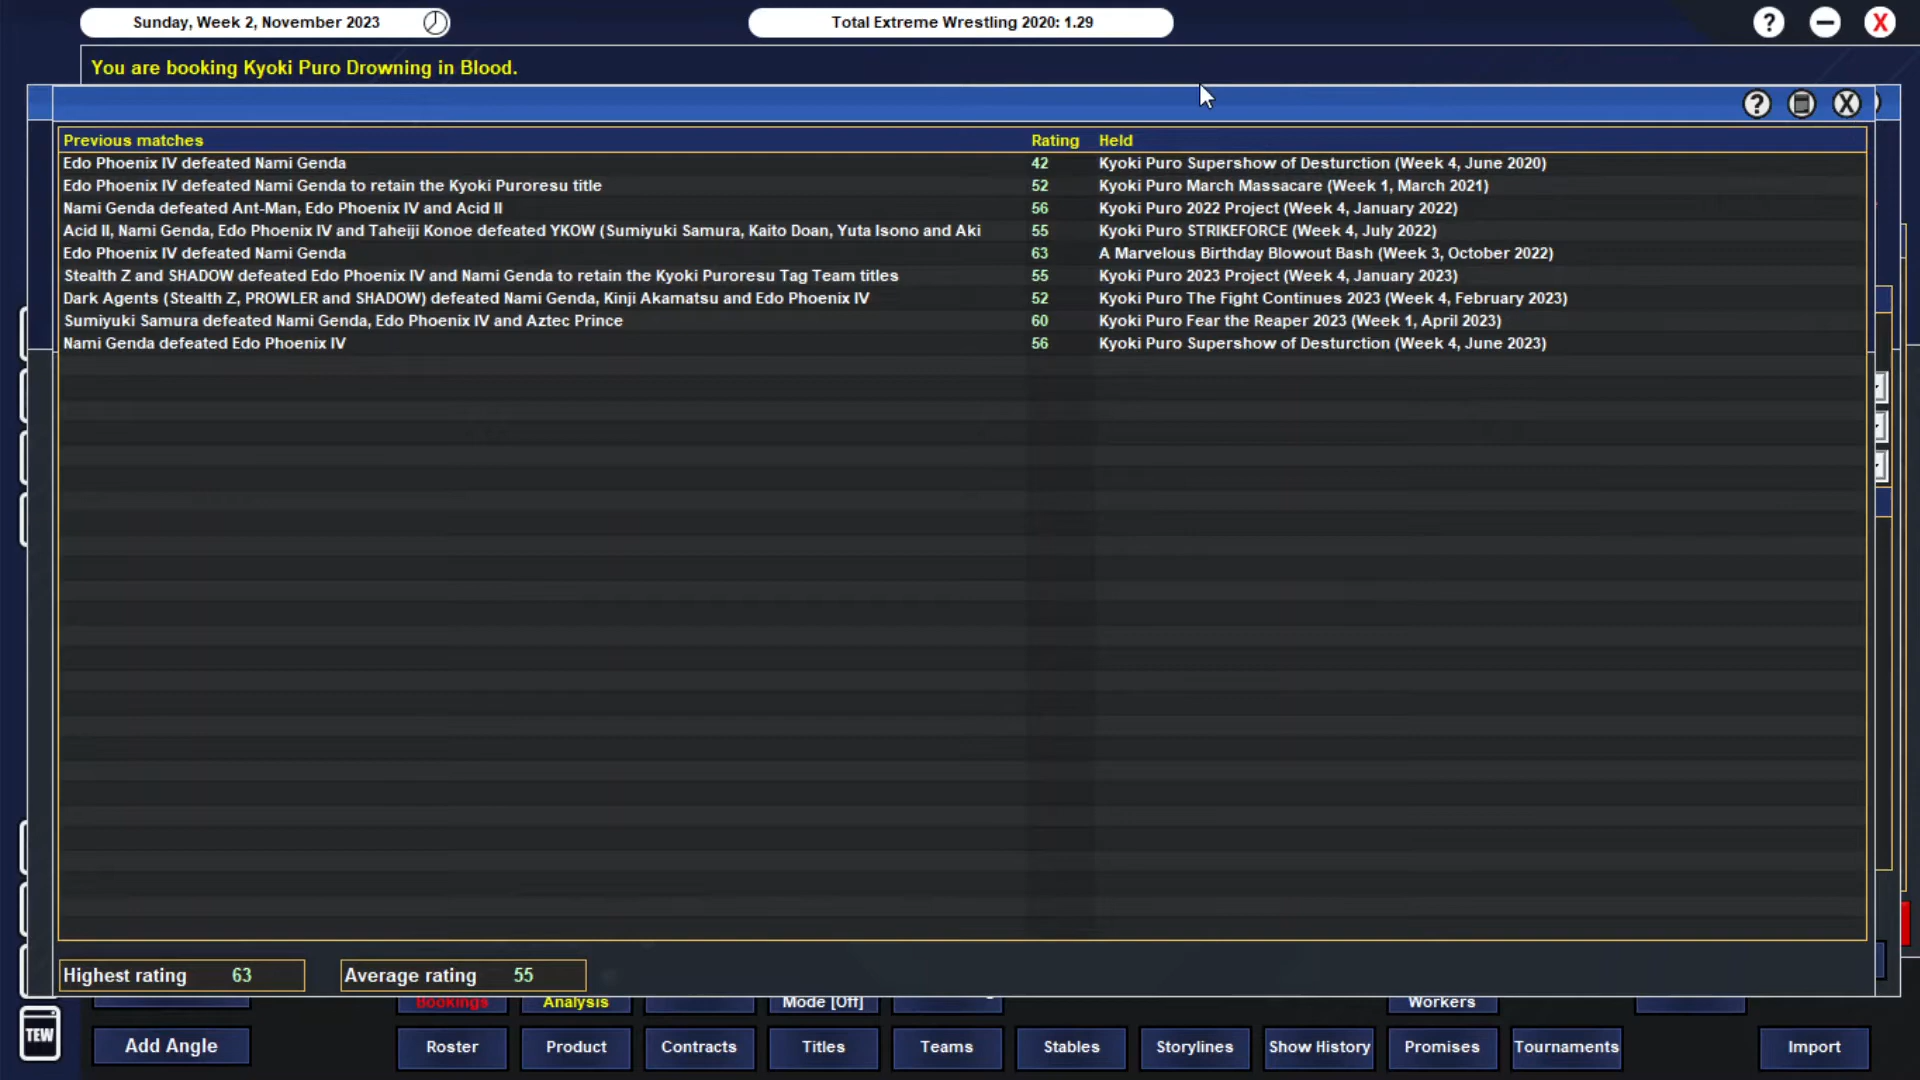 Sunday, Week 2, November 2023
Total Extreme Wrestling 2020: 1.29
?
X
You are booking Kyoki Puro Drowning in Blood.
?
X
Previous matches Rating Held
Edo Phoenix IV defeated Nami Genda 42 Kyoki Puro Supershow of Desturction (Week 4, June 2020)
Edo Phoenix IV defeated Nami Genda to retain the Kyoki Puroresu title 52 Kyoki Puro March Massacare (Week 1, March 2021)
Nami Genda defeated Ant-Man, Edo Phoenix IV and Acid II 56 Kyoki Puro 2022 Project (Week 4, January 2022)
Acid II, Nami Genda, Edo Phoenix IV and Taheiji Konoe defeated YKOW (Sumiyuki Samura, Kaito Doan, Yuta Isono and Aki 55 Kyoki Puro STRIKEFORCE (Week 4, July 2022)
Edo Phoenix IV defeated Nami Genda 63 A Marvelous Birthday Blowout Bash (Week 3, October 2022)
Stealth Z and SHADOW defeated Edo Phoenix IV and Nami Genda to retain the Kyoki Puroresu Tag Team titles 55 Kyoki Puro 2023 Project (Week 4, January 2023)
Dark Agents (Stealth Z, PROWLER and SHADOW) defeated Nami Genda, Kinji Akamatsu and Edo Phoenix IV 52 Kyoki Puro The Fight Continues 2023 (Week 4, February 2023)
Sumiyuki Samura defeated Nami Genda, Edo Phoenix IV and Aztec Prince 60 Kyoki Puro Fear the Reaper 2023 (Week 1, April 2023)
Nami Genda defeated Edo Phoenix IV 56 Kyoki Puro Supershow of Desturction (Week 4, June 2023)
Highest rating 63 Average rating 55
Bookings Analysis Mode [Off] Workers
TEW Add Angle Roster Product Contracts Titles Teams Stables Storylines Show History Promises Tournaments Import